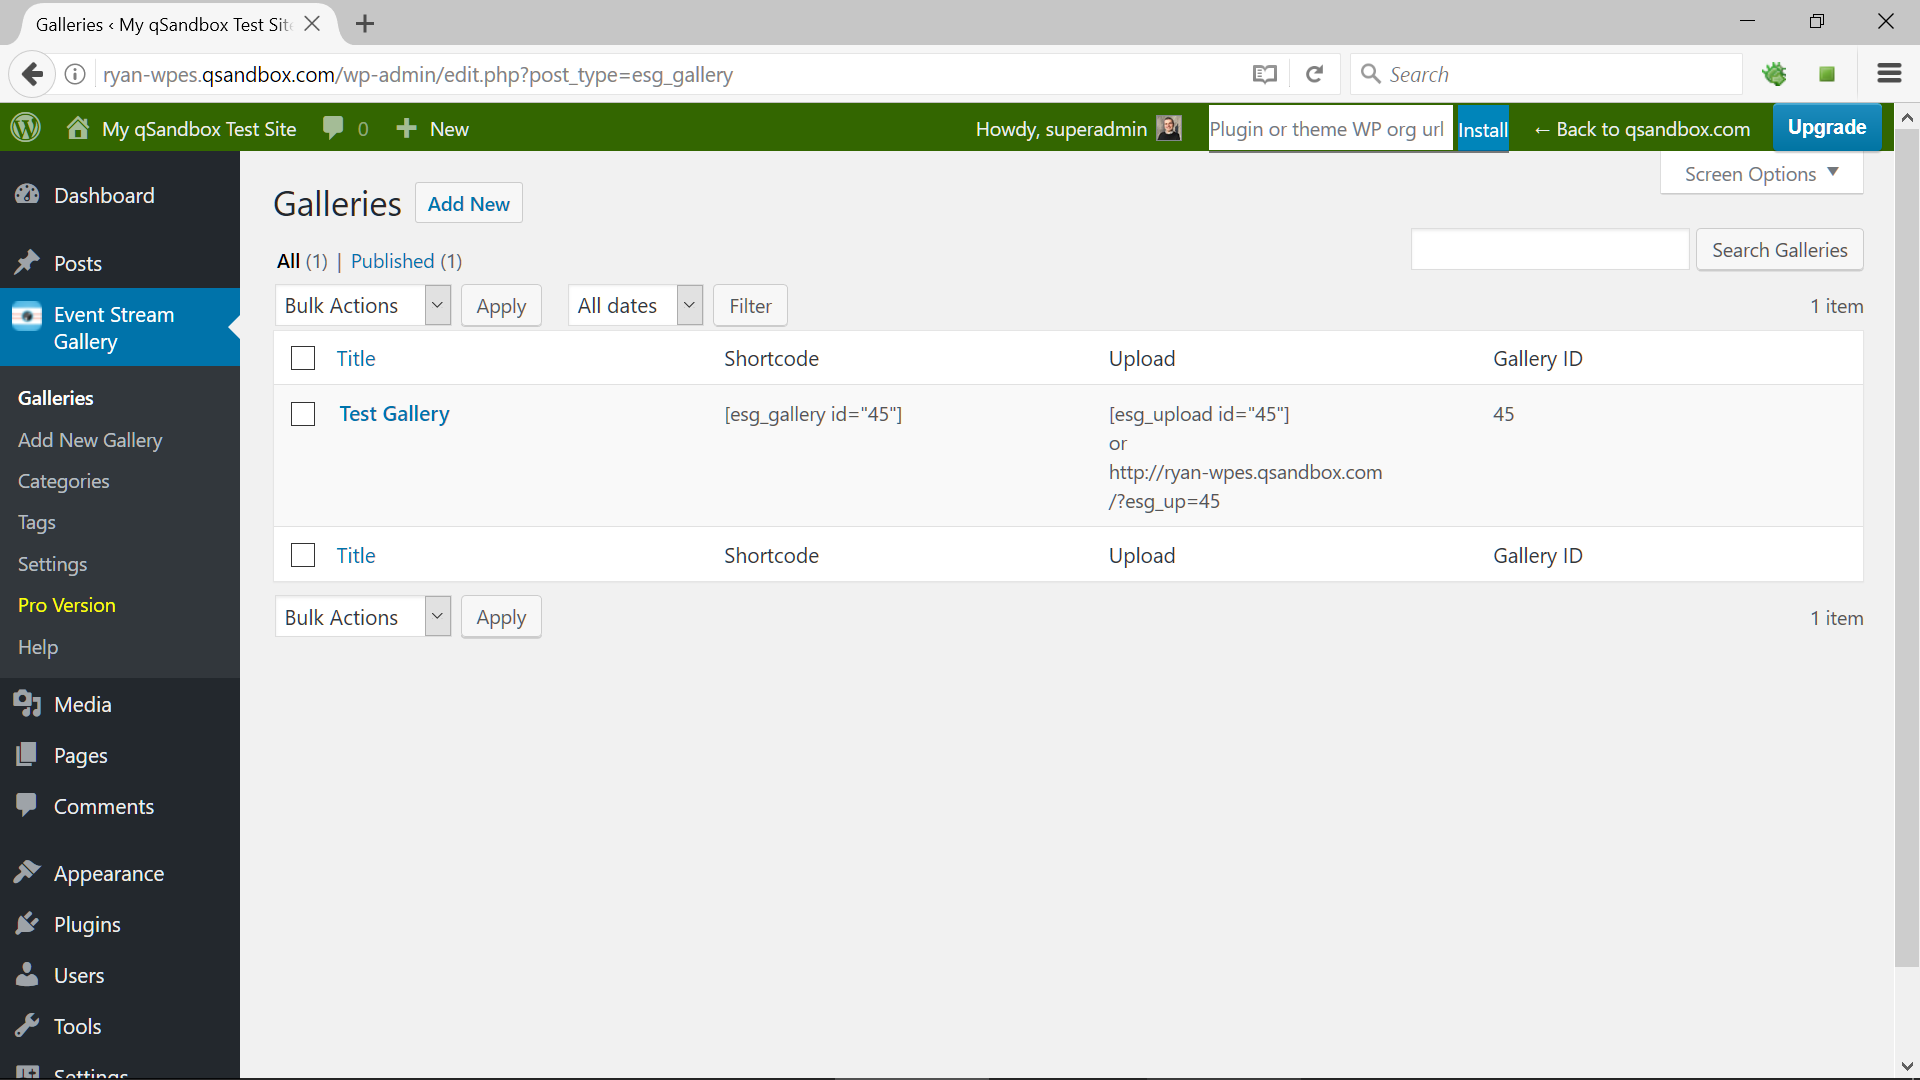 Galleries ‹ My qSandbox Test Sit
ryan-wpes.qsandbox.com/wp-admin/edit.php?post_type=esg_gallery
Search
My qSandbox Test Site
0
New
Howdy, superadmin
Plugin or theme WP org url
Install
← Back to qsandbox.com
Upgrade
Dashboard
Posts
Event Stream
Gallery
Galleries
Add New Gallery
Categories
Tags
Settings
Pro Version
Help
Media
Pages
Comments
Appearance
Plugins
Users
Tools
Settings
Screen Options
Galleries
Add New
All (1) | Published (1)
Search Galleries
Bulk Actions
Apply
All dates
Filter
1 item
Title
Shortcode
Upload
Gallery ID
Test Gallery
[esg_gallery id="45"]
[esg_upload id="45"]
or
http://ryan-wpes.qsandbox.com
/?esg_up=45
45
Title
Shortcode
Upload
Gallery ID
Bulk Actions
Apply
1 item